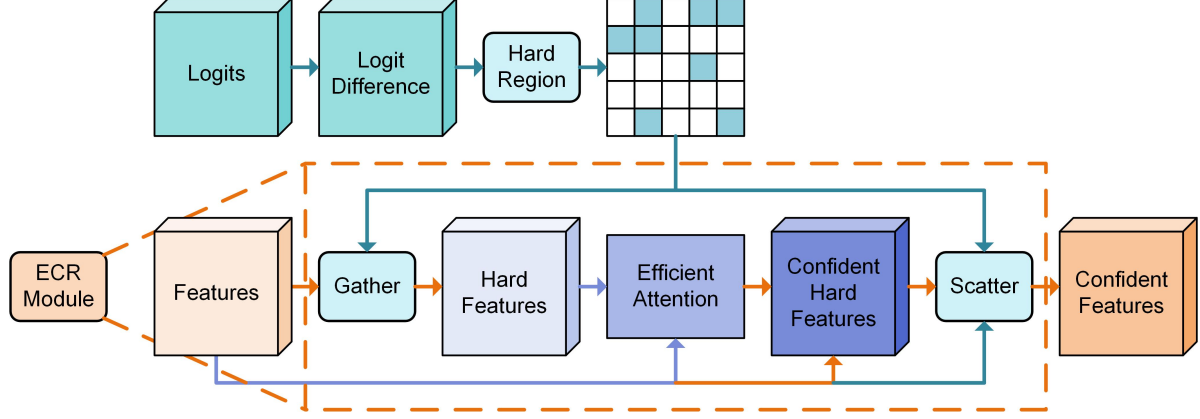 Logits
Logit
Difference
Hard
Region
ECR
Module
Features
Gather
Hard
Features
Efficient
Attention
Confident
Hard
Features
Scatter
Confident
Features